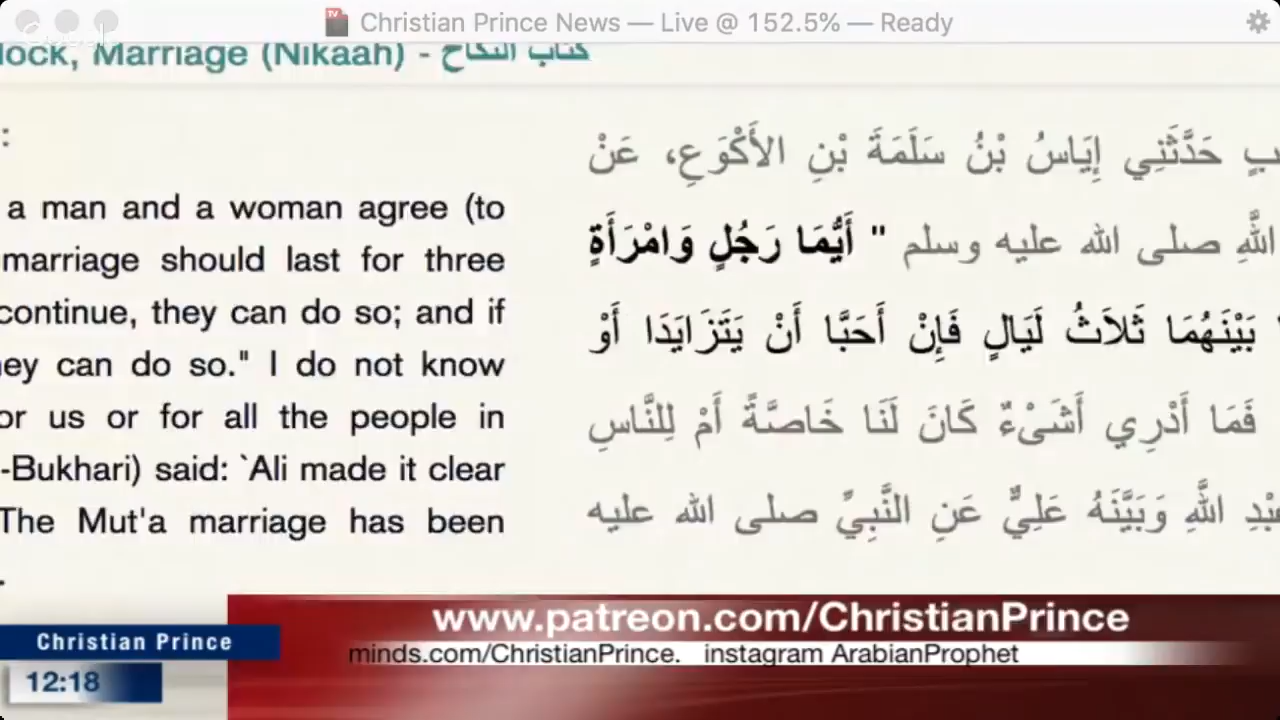 Christian Prince News — Live @ 152.5% — Ready
lock, Marriage (Nikaah) - كتاب النكاح
:
a man and a woman agree (to
marriage should last for three
continue, they can do so; and if
ey can do so." I do not know
or us or for all the people in
-Bukhari) said: `Ali made it clear
The Mut'a marriage has been
.
حَدَّثَنِي إِيَاسُ بْنُ سَلَمَةَ بْنِ الأَكْوَعِ، عَنْ
اللَّهِ صلى الله عليه وسلم " أَيُّمَا رَجُلٍ وَامْرَأَةٍ
بَيْنَهُمَا ثَلاَثُ لَيَالٍ فَإِنْ أَحَبَّا أَنْ يَتَزَايَدَا أَوْ
فَمَا أَدْرِي أَشَىْءٌ كَانَ لَنَا خَاصَّةً أَمْ لِلنَّاسِ
عَبْدِ اللَّهِ وَبَيَّنَهُ عَلِيٌّ عَنِ النَّبِيِّ صلى الله عليه
www.patreon.com/ChristianPrince
Christian Prince
minds.com/ChristianPrince. instagram ArabianProphet
12:18